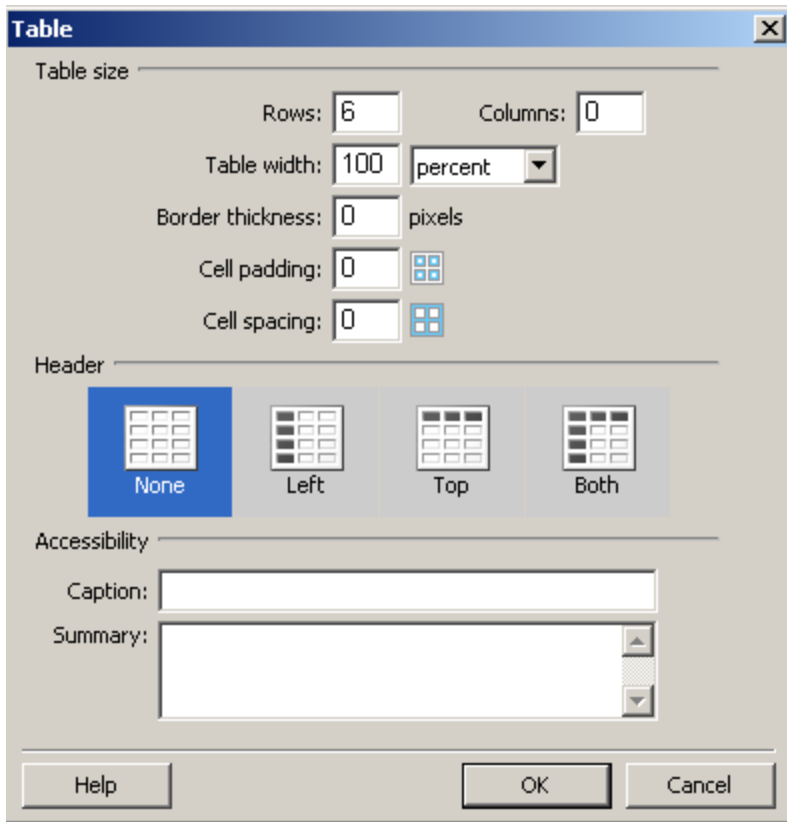 Table
Table size
Rows: 6 Columns: 0
Table width: 100 percent
Border thickness: 0 pixels
Cell padding: 0
Cell spacing: 0
Header
None Left Top Both
Accessibility
Caption:
Summary:
Help OK Cancel